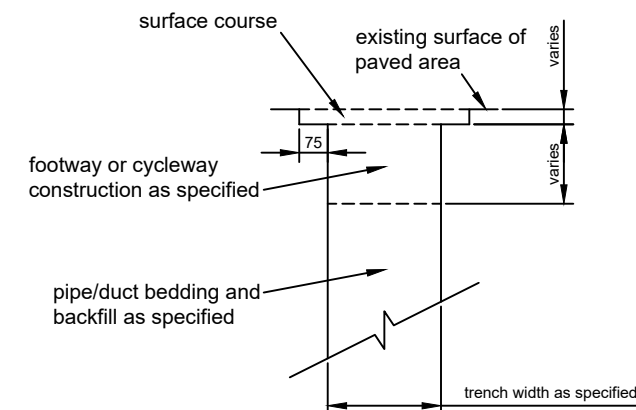 surface course
existing surface of
paved area
varies
75
varies
footway or cycleway
construction as specified
pipe/duct bedding and
backfill as specified
trench width as specified